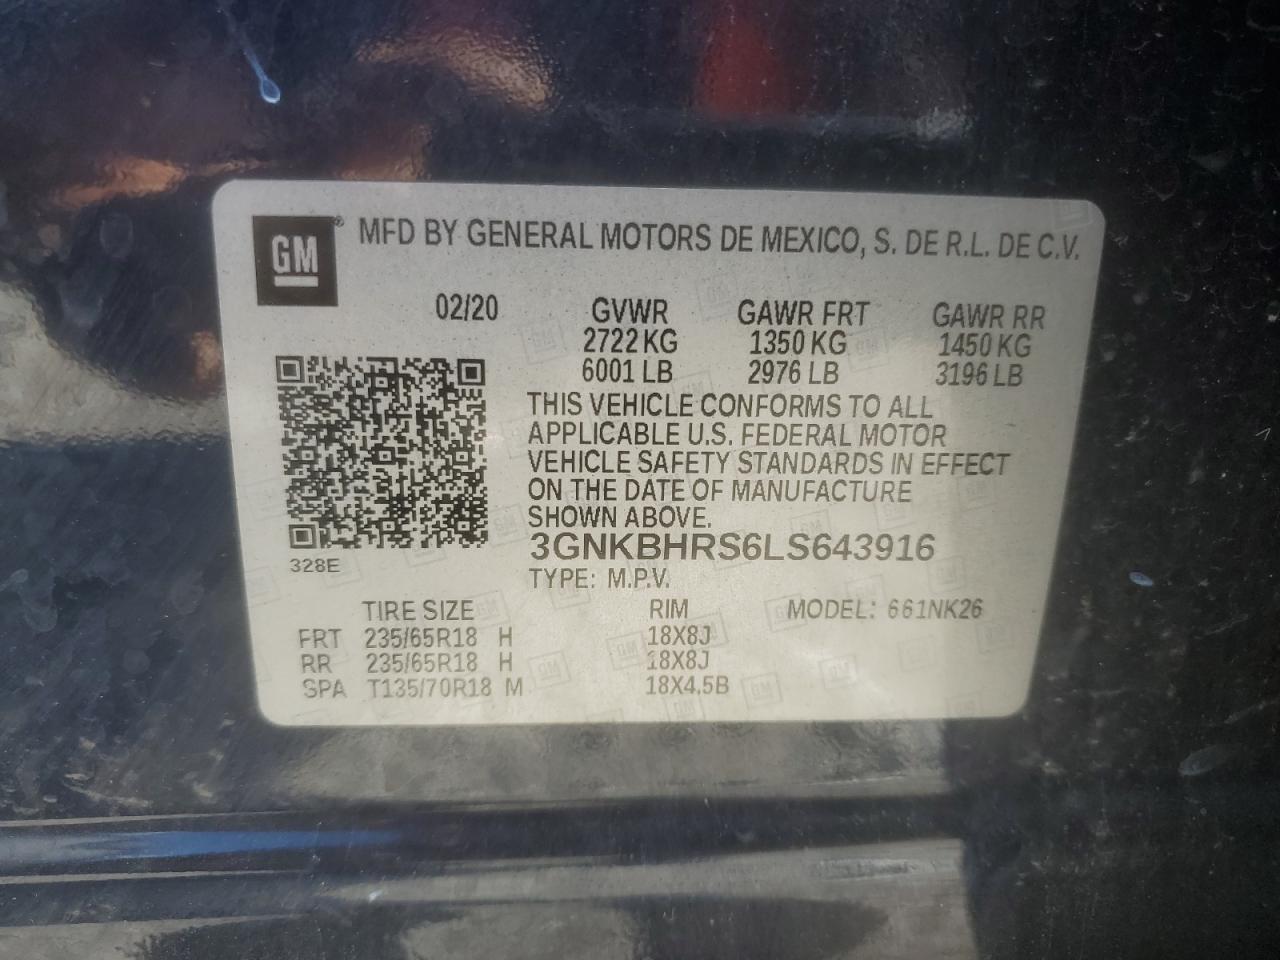 GM® MFD BY GENERAL MOTORS DE MEXICO, S. DE R.L. DE C.V.
02/20 GVWR GAWR FRT GAWR RR
2722 KG 1350 KG 1450 KG
6001 LB 2976 LB 3196 LB
THIS VEHICLE CONFORMS TO ALL
APPLICABLE U.S. FEDERAL MOTOR
VEHICLE SAFETY STANDARDS IN EFFECT
ON THE DATE OF MANUFACTURE
SHOWN ABOVE.
3GNKBHRS6LS643916
328E
TYPE: M.P.V.
TIRE SIZE RIM MODEL: 661NK26
FRT 235/65R18 H 18X8J
RR 235/65R18 H 18X8J
SPA T135/70R18 M 18X4.5B